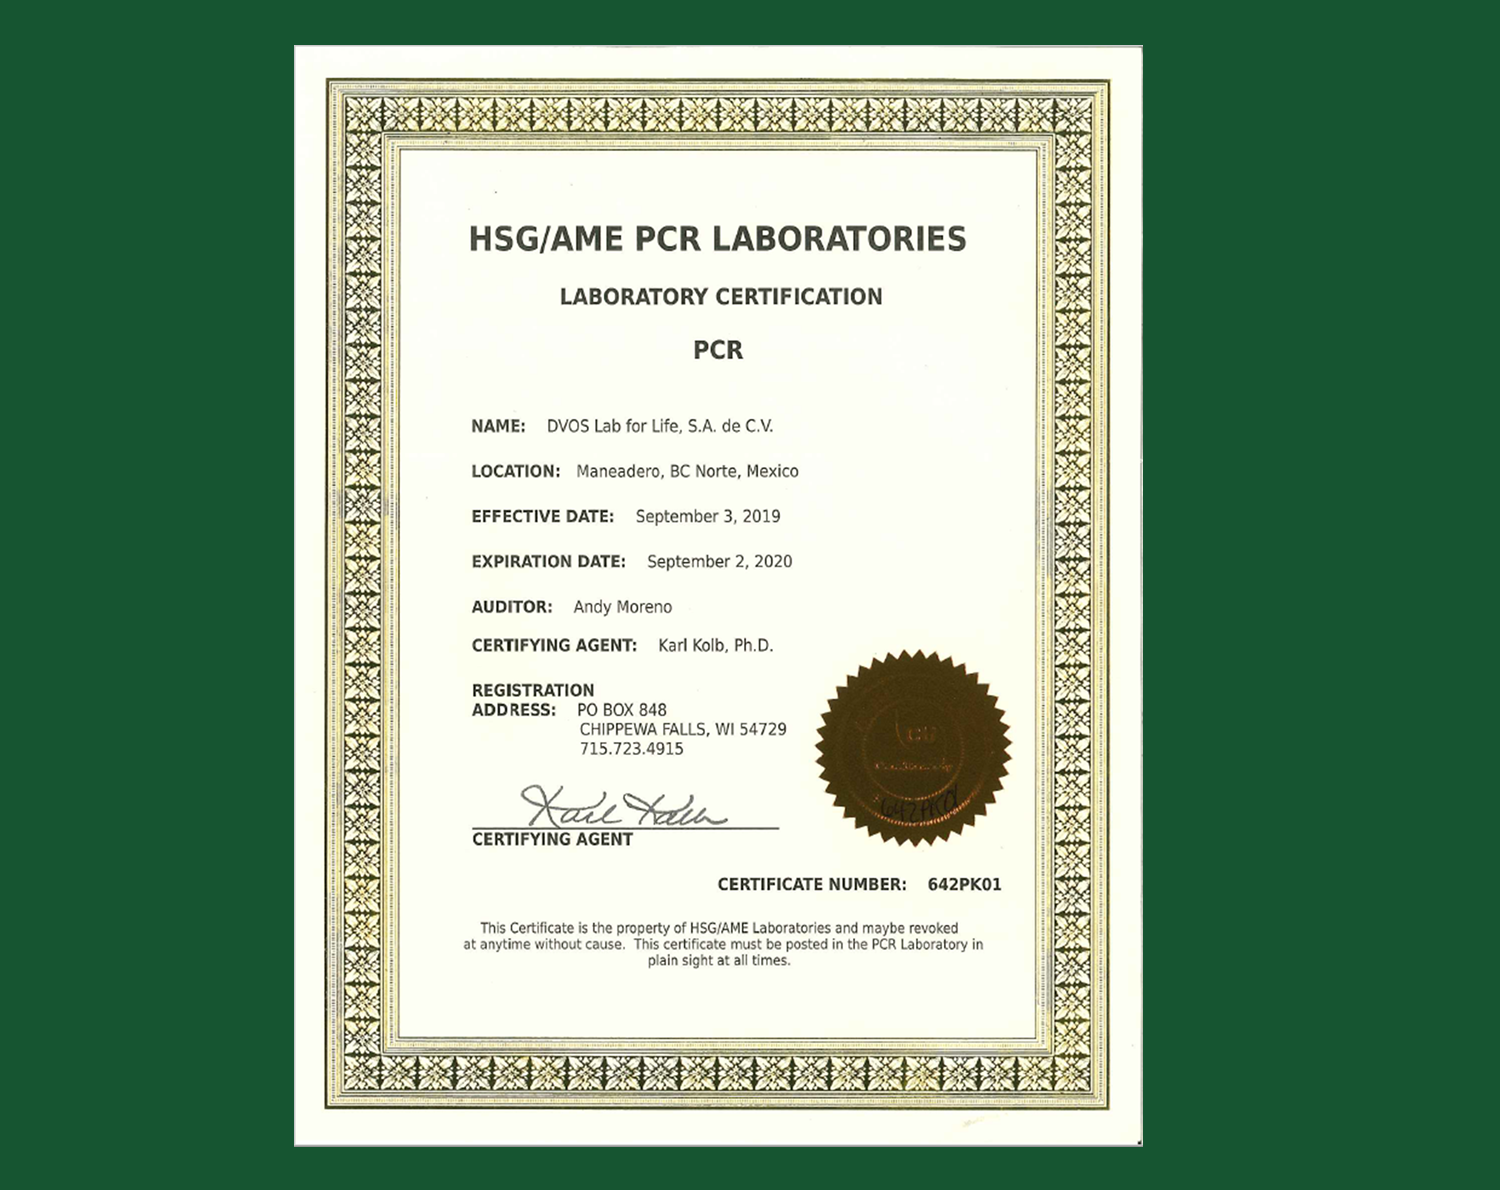 HSG/AME PCR LABORATORIES
LABORATORY CERTIFICATION
PCR
NAME: DVOS Lab for Life, S.A. de C.V.
LOCATION: Maneadero, BC Norte, Mexico
EFFECTIVE DATE: September 3, 2019
EXPIRATION DATE: September 2, 2020
AUDITOR: Andy Moreno
CERTIFYING AGENT: Karl Kolb, Ph.D.
REGISTRATION
ADDRESS: PO BOX 848
CHIPPEWA FALLS, WI 54729
715.723.4915
Karl Kolb
CERTIFYING AGENT
642PK01
CERTIFICATE NUMBER: 642PK01
This Certificate is the property of HSG/AME Laboratories and maybe revoked
at anytime without cause. This certificate must be posted in the PCR Laboratory in
plain sight at all times.